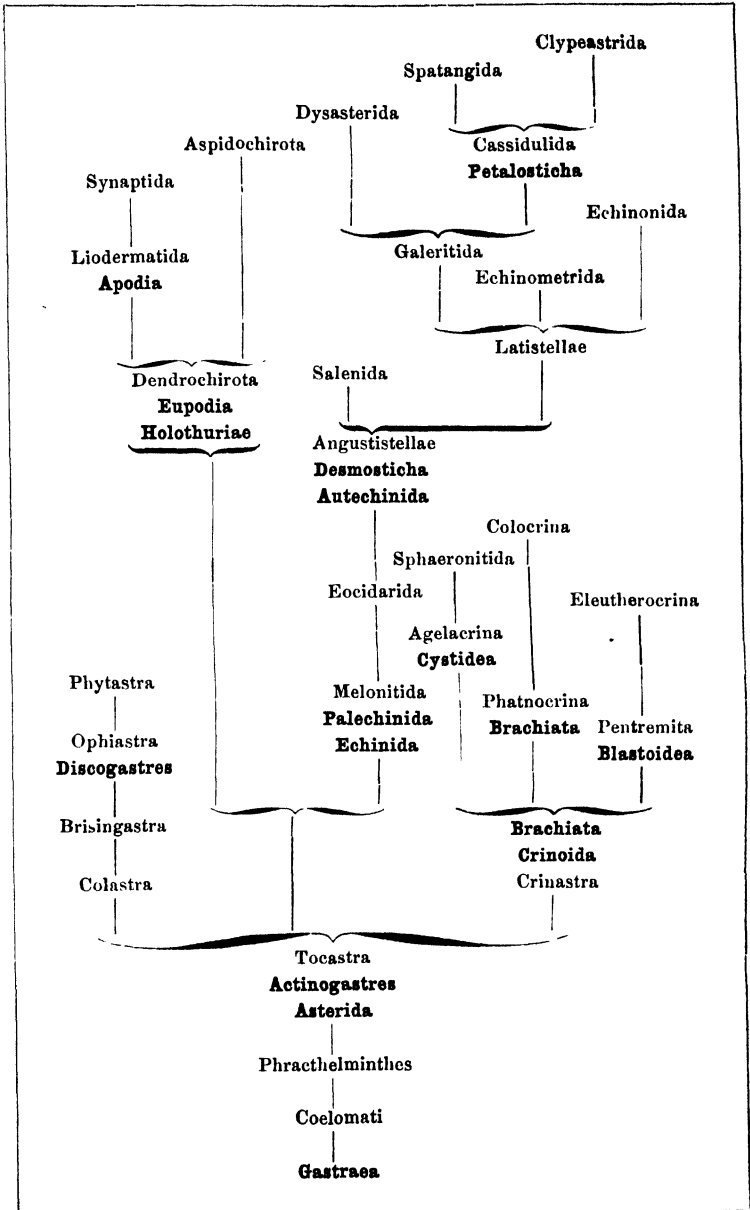 Clypeastrida
Spatangida
Dysasterida
Aspidochirota
Cassidulida
Petalosticha
Synaptida
Echinonida
Liodermatida
Apodia
Galeritida
Echinometrida
Latistellae
Dendrochirota
Eupodia
Holothuriae
Salenida
Angustistellae
Desmosticha
Autechinida
Colocrina
Sphaeronitida
Eocidarida
Eleutherocrina
Agelacrina
Cystidea
Phytastra
Melonitida
Palechinida
Echinida
Phatnocrina
Brachiata
Pentremita
Blastoidea
Ophiastra
Discogastres
Brisingastra
Brachiata
Crinoida
Crinastra
Colastra
Tocastra
Actinogastres
Asterida
Phracthelminthes
Coelomati
Gastraea